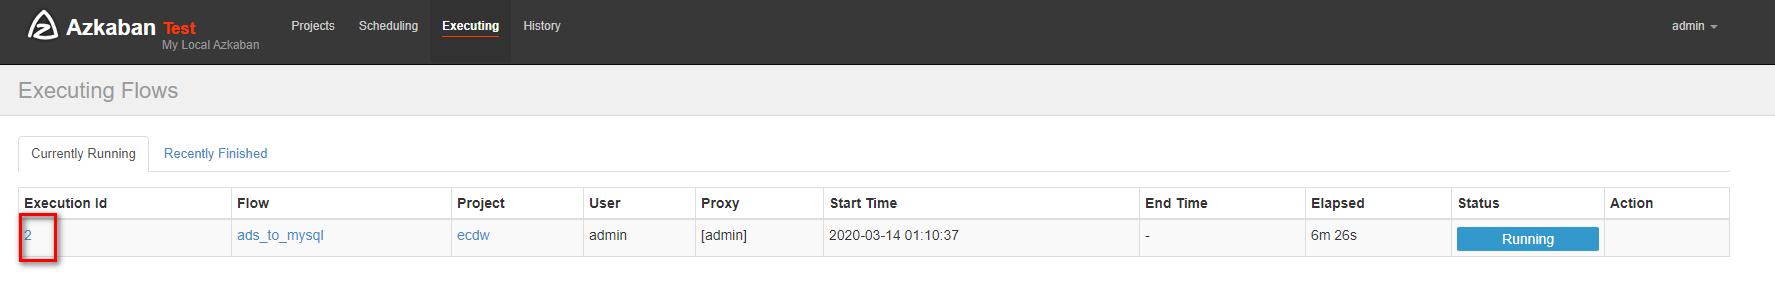 Azkaban Test
My Local Azkaban
Projects Scheduling Executing History
admin
Executing Flows
Currently Running Recently Finished
Execution Id Flow Project User Proxy Start Time End Time Elapsed Status Action
2 ads_to_mysql ecdw admin [admin] 2020-03-14 01:10:37 - 6m 26s Running